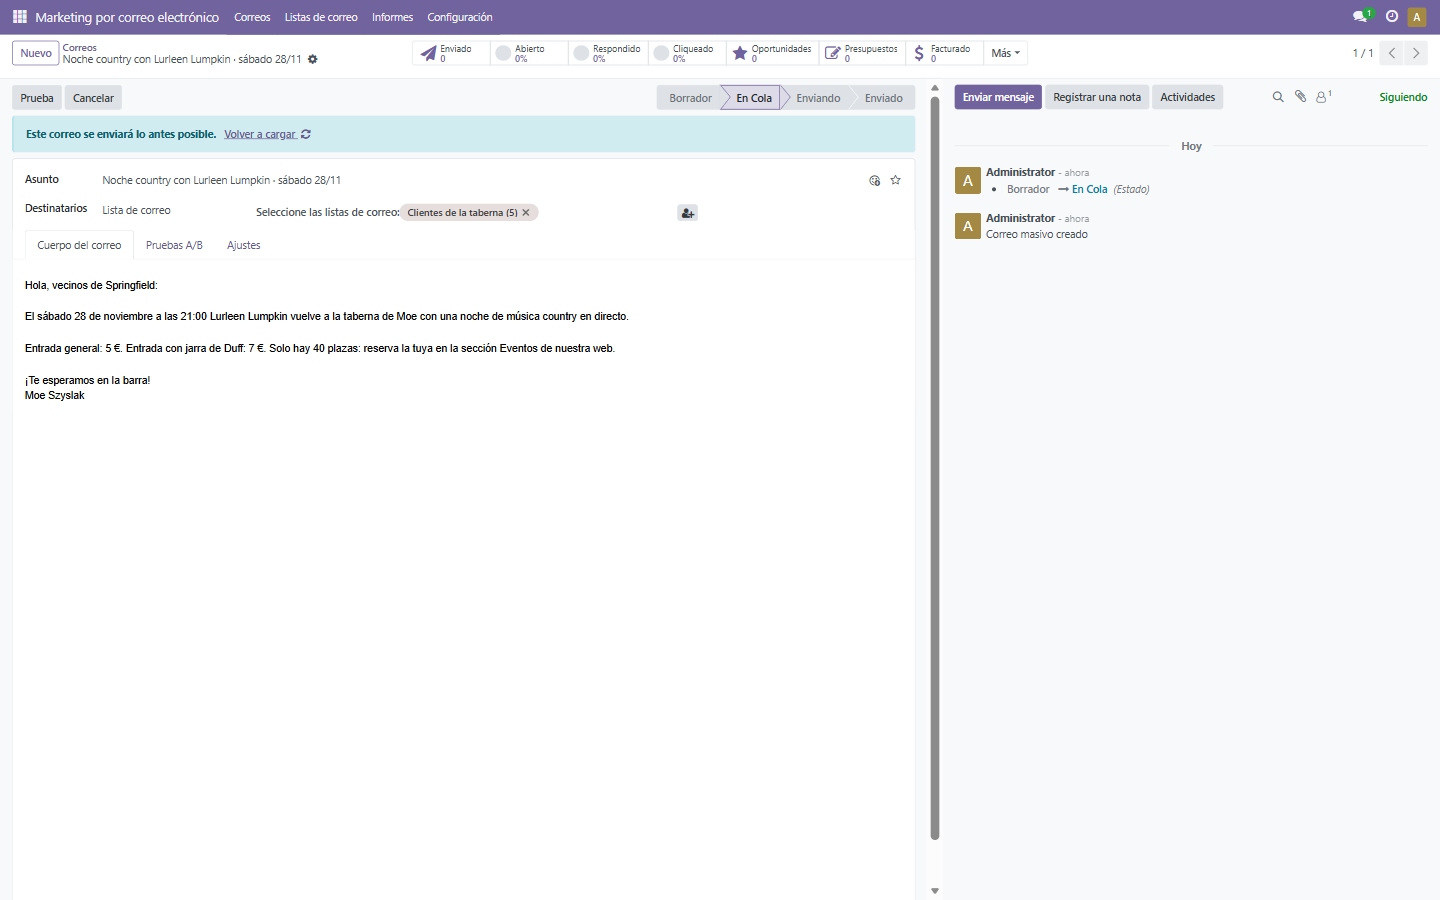 Marketing por correo electrónico Correos Listas de correo Informes Configuración 1 A
Nuevo Correos
Noche country con Lurleen Lumpkin · sábado 28/11
Enviado 0 Abierto 0% Respondido 0% Cliqueado 0% Oportunidades 0 Presupuestos 0 Facturado 0 Más 1 / 1
Prueba Cancelar Borrador En Cola Enviando Enviado
Este correo se enviará lo antes posible. Volver a cargar
Asunto Noche country con Lurleen Lumpkin · sábado 28/11
Destinatarios Lista de correo Seleccione las listas de correo: Clientes de la taberna (5)
Cuerpo del correo Pruebas A/B Ajustes
Hola, vecinos de Springfield:
El sábado 28 de noviembre a las 21:00 Lurleen Lumpkin vuelve a la taberna de Moe con una noche de música country en directo.
Entrada general: 5 €. Entrada con jarra de Duff: 7 €. Solo hay 40 plazas: reserva la tuya en la sección Eventos de nuestra web.
¡Te esperamos en la barra!
Moe Szyslak
Enviar mensaje Registrar una nota Actividades 1 Siguiendo
Hoy
A Administrator - ahora
Borrador → En Cola (Estado)
A Administrator - ahora
Correo masivo creado